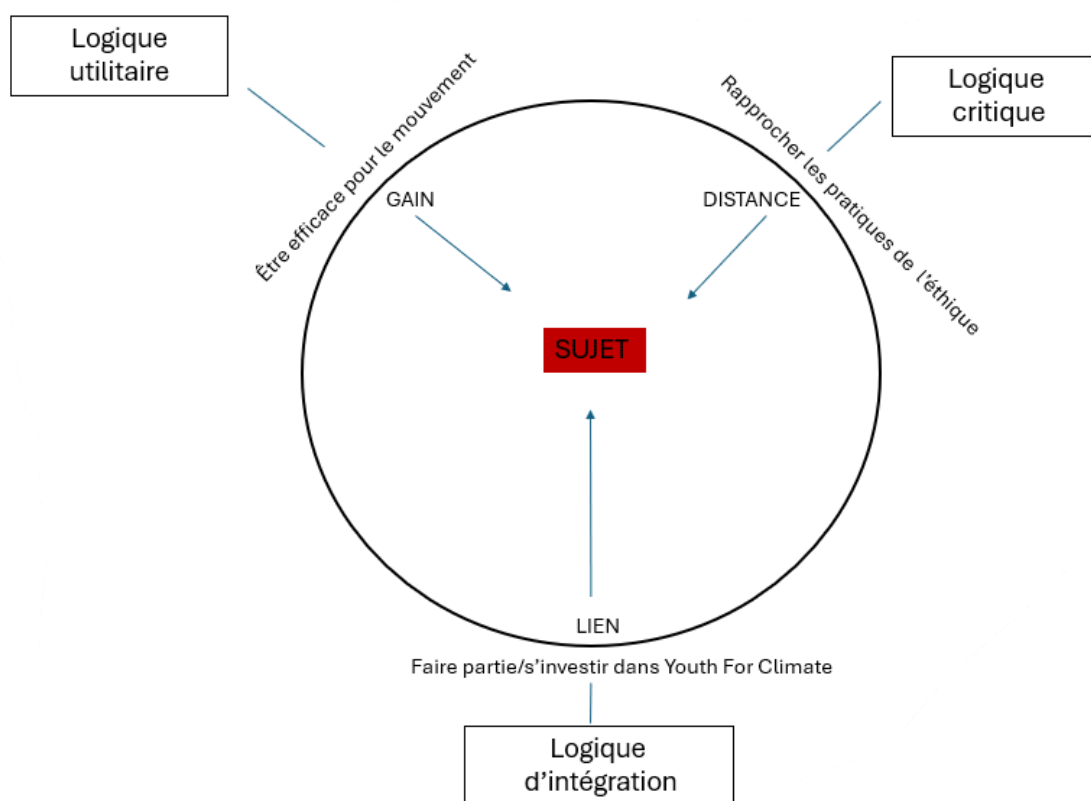 Logique
utilitaire
Logique
critique
Être efficace pour le mouvement
Rapprocher les pratiques de l'éthique
GAIN
DISTANCE
SUJET
LIEN
Faire partie/s'investir dans Youth For Climate
Logique
d'intégration